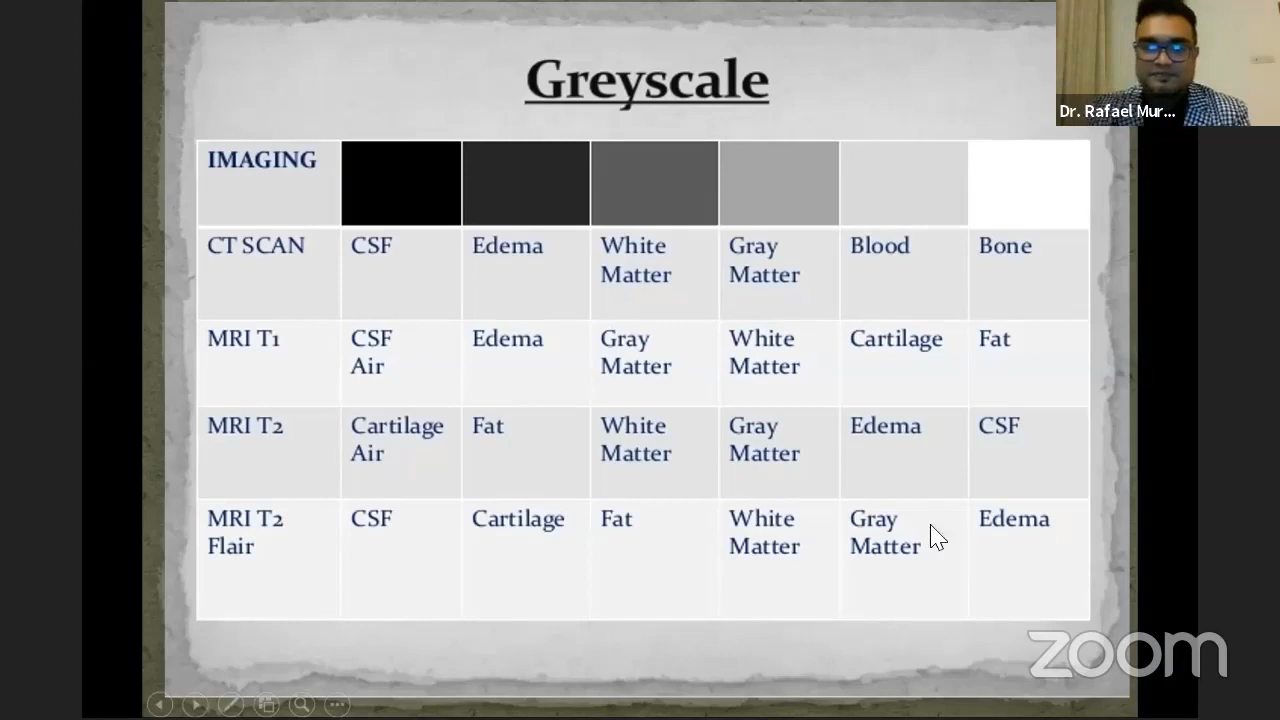 Greyscale
Dr. Rafael Mur...
IMAGING
CT SCAN CSF Edema White Matter Gray Matter Blood Bone
MRI T1 CSF Air Edema Gray Matter White Matter Cartilage Fat
MRI T2 Cartilage Air Fat White Matter Gray Matter Edema CSF
MRI T2 Flair CSF Cartilage Fat White Matter Gray Matter Edema
zoom